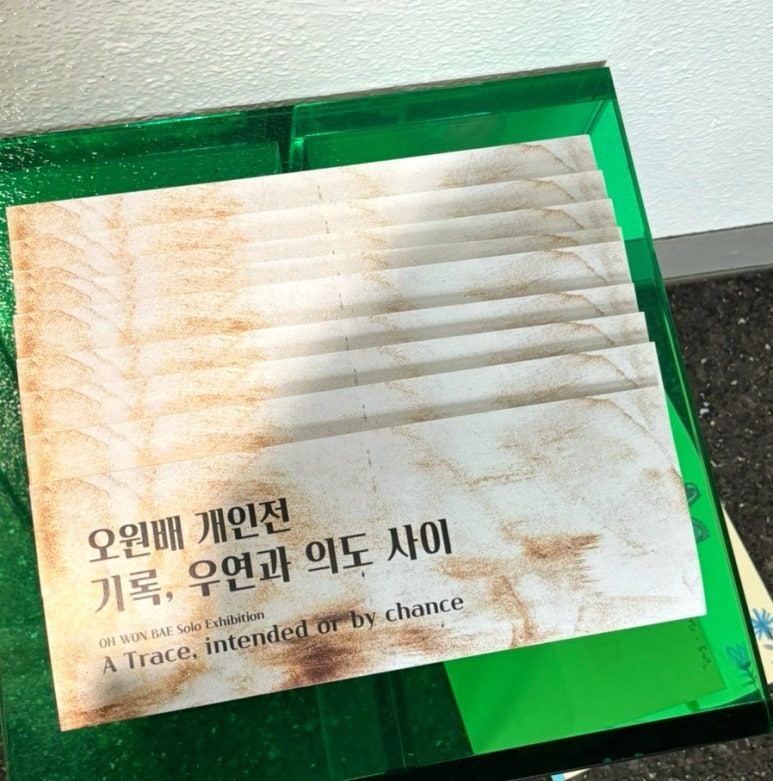 오원배 개인전
기록, 우연과 의도 사이
OH WON BAE Solo Exhibition
A Trace, intended or by chance